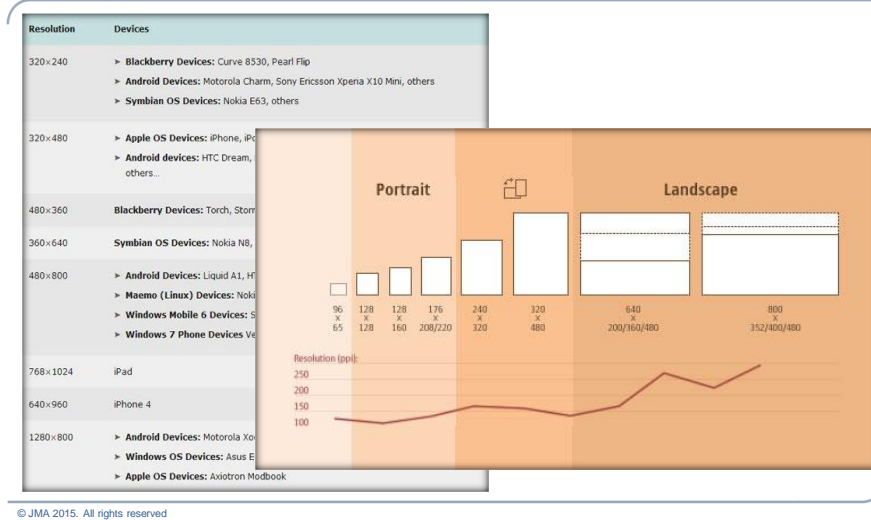 Resolution Devices
320×240
➤ Blackberry Devices: Curve 8530, Pearl Flip
➤ Android Devices: Motorola Charm, Sony Ericsson Xperia X10 Mini, others
➤ Symbian OS Devices: Nokia E63, others
320×480
➤ Apple OS Devices: iPhone,
➤ Android devices: HTC Dream,
others...
480×360
Blackberry Devices: Torch,
360×640
Symbian OS Devices: Nokia N8,
480×800
➤ Android Devices: Liquid A1,
➤ Maemo (Linux) Devices:
➤ Windows Mobile 6 Devices:
➤ Windows 7 Phone Devices
768×1024
iPad
640×960
iPhone 4
1280×800
➤ Android Devices: Motorola
➤ Windows OS Devices: Asus
➤ Apple OS Devices: Axiotron Modbook
Portrait
Landscape
96 x 65
128 x 128
128 x 160
176 x 208/220
240 x 320
320 x 480
640 x 200/360/480
800 x 352/400/480
Resolution (ppi):
250
200
150
100
© JMA 2015. All rights reserved